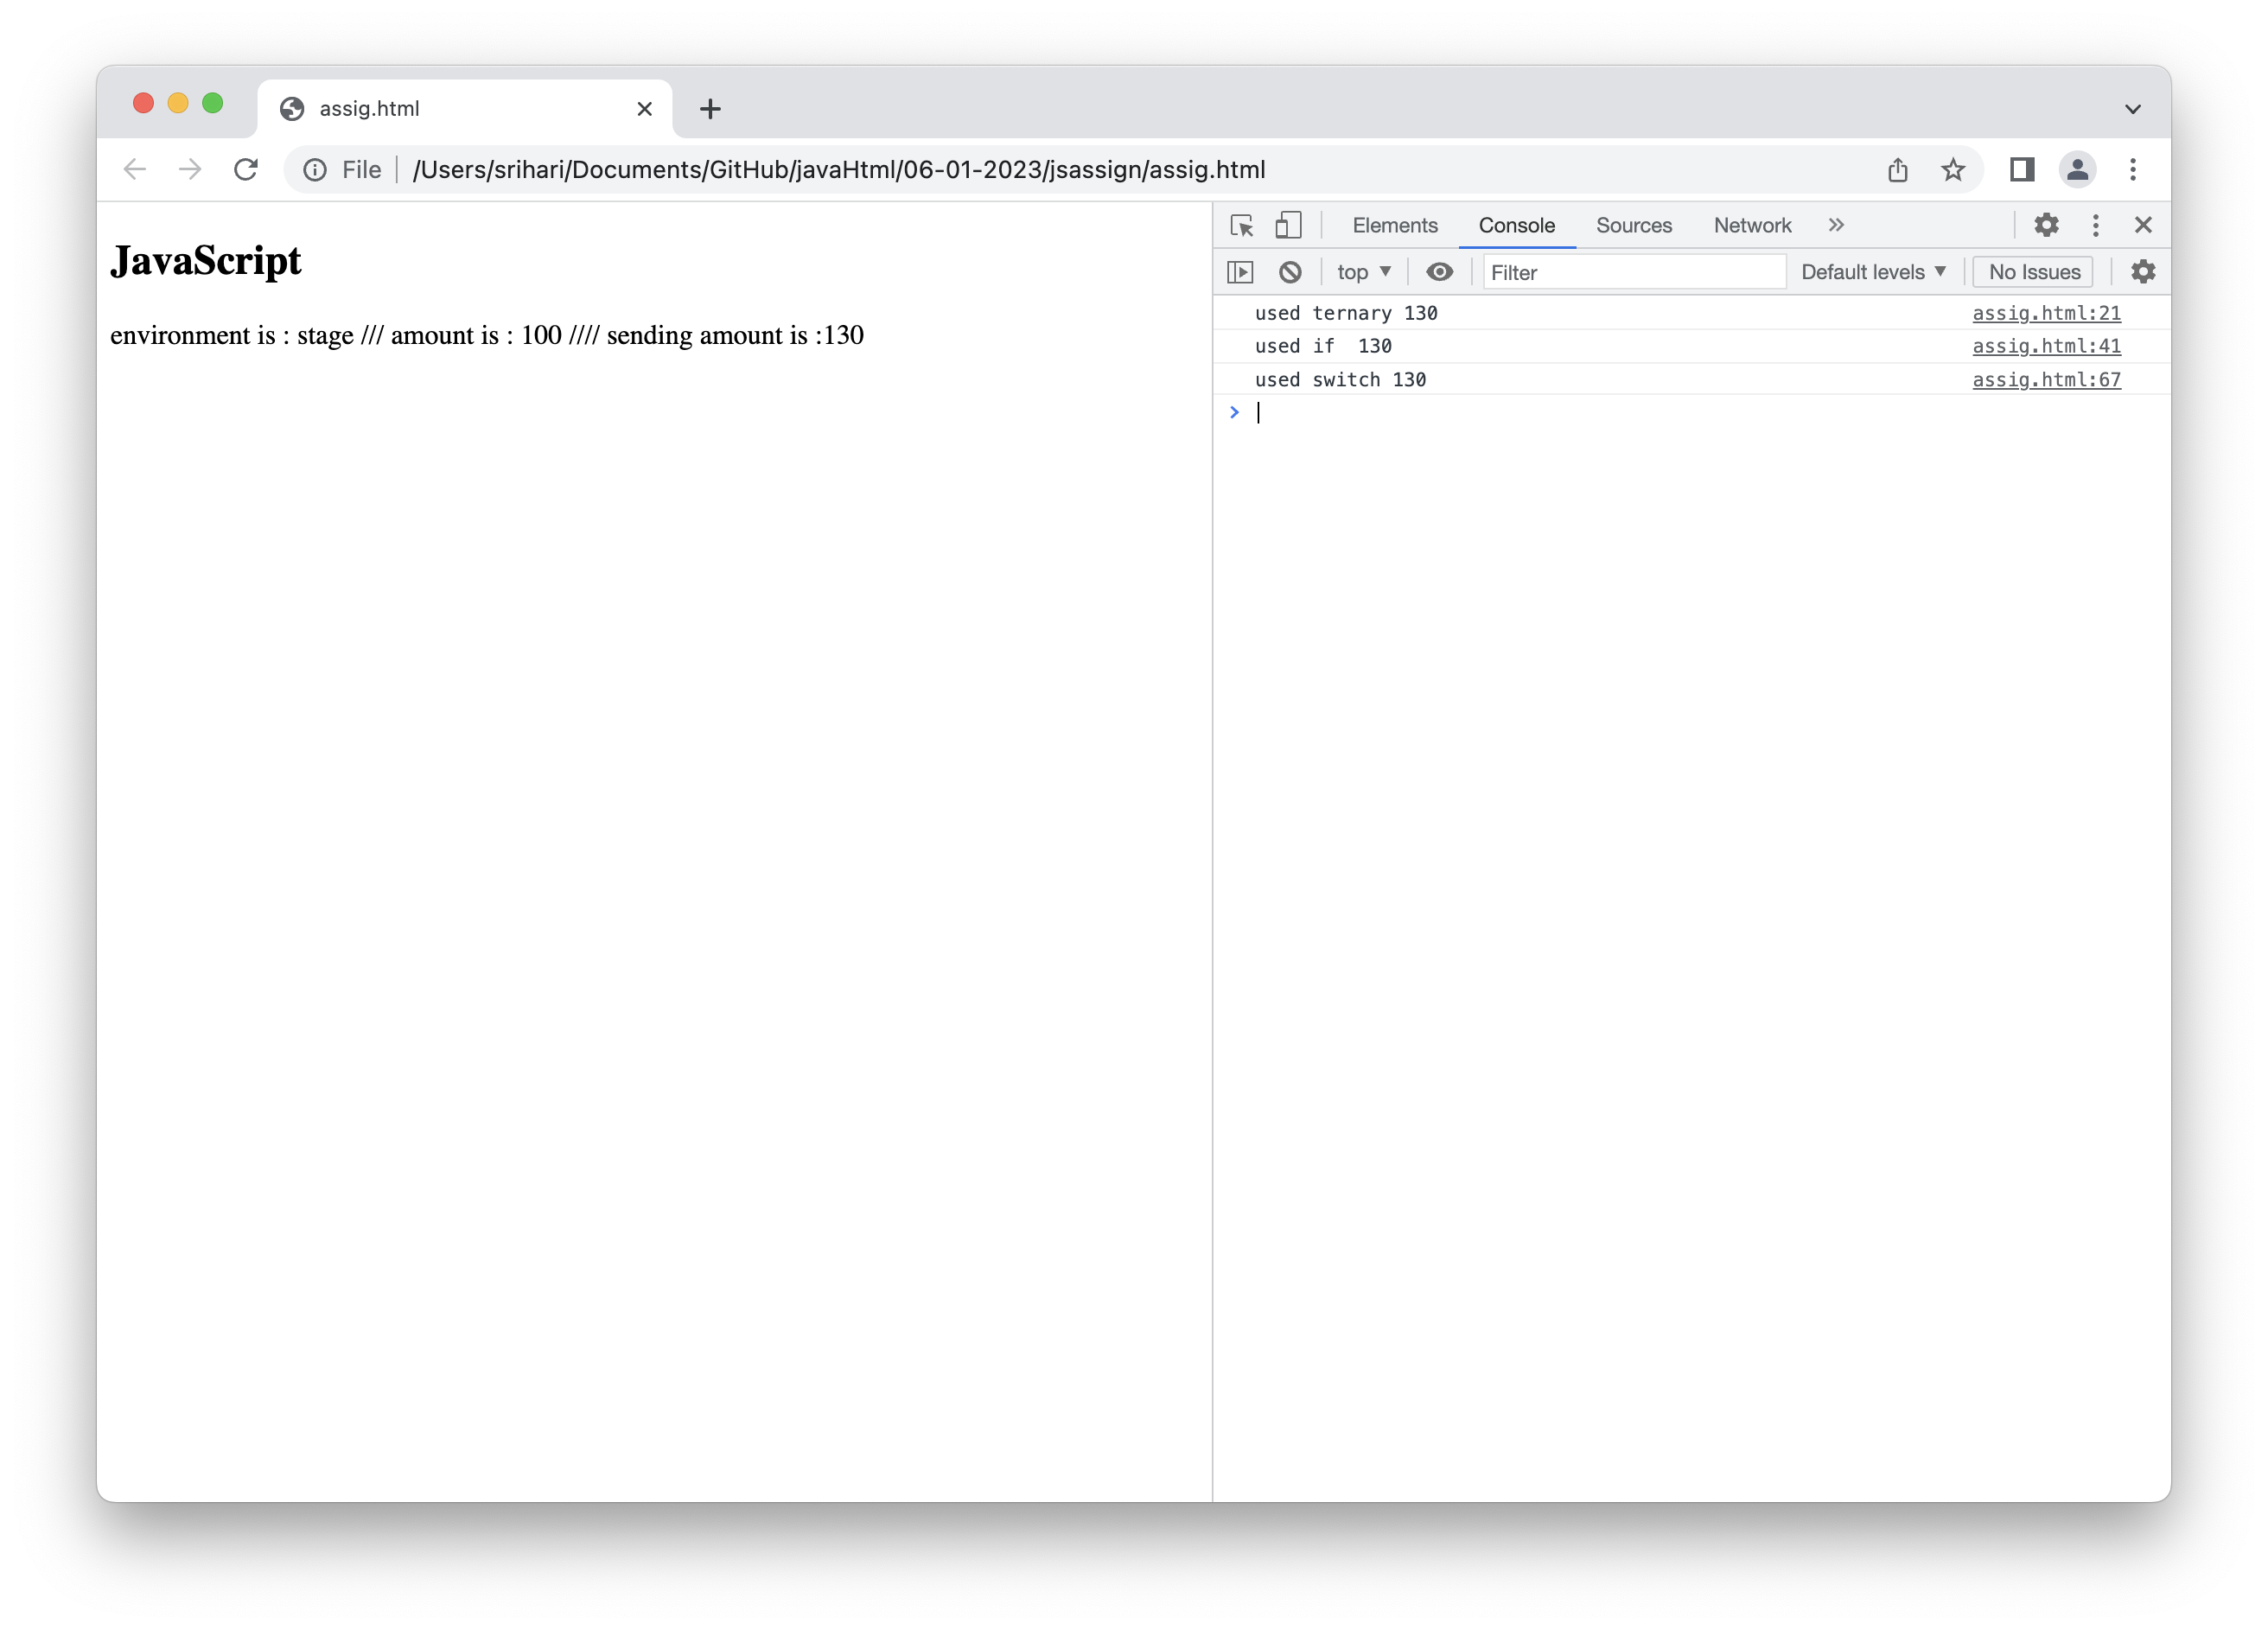 assig.html
File /Users/srihari/Documents/GitHub/javaHtml/06-01-2023/jsassign/assig.html
JavaScript
environment is : stage /// amount is : 100 //// sending amount is :130
Elements Console Sources Network
top Filter Default levels No Issues
used ternary 130 assig.html:21
used if  130 assig.html:41
used switch 130 assig.html:67